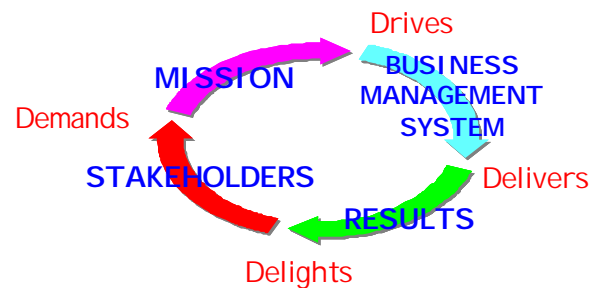 Drives
MISSION
BUSINESS
MANAGEMENT
SYSTEM
Demands
STAKEHOLDERS
Delivers
RESULTS
Delights